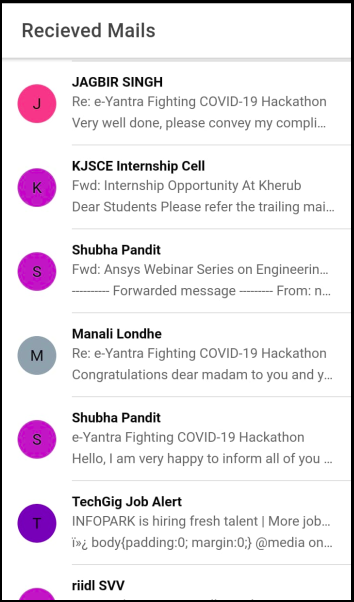 Recieved Mails
JAGBIR SINGH
J
Re: e-Yantra Fighting COVID-19 Hackathon
Very well done, please convey my compli...
KJSCE Internship Cell
K
Fwd: Internship Opportunity At Kherub
Dear Students Please refer the trailing mai...
Shubha Pandit
S
Fwd: Ansys Webinar Series on Engineerin...
---------- Forwarded message --------- From: n...
Manali Londhe
M
Re: e-Yantra Fighting COVID-19 Hackathon
Congratulations dear madam to you and y...
Shubha Pandit
S
e-Yantra Fighting COVID-19 Hackathon
Hello, I am very happy to inform all of you ...
TechGig Job Alert
T
INFOPARK is hiring fresh talent | More job...
ï»¿ body{padding:0; margin:0;} @media on...
riidl SVV